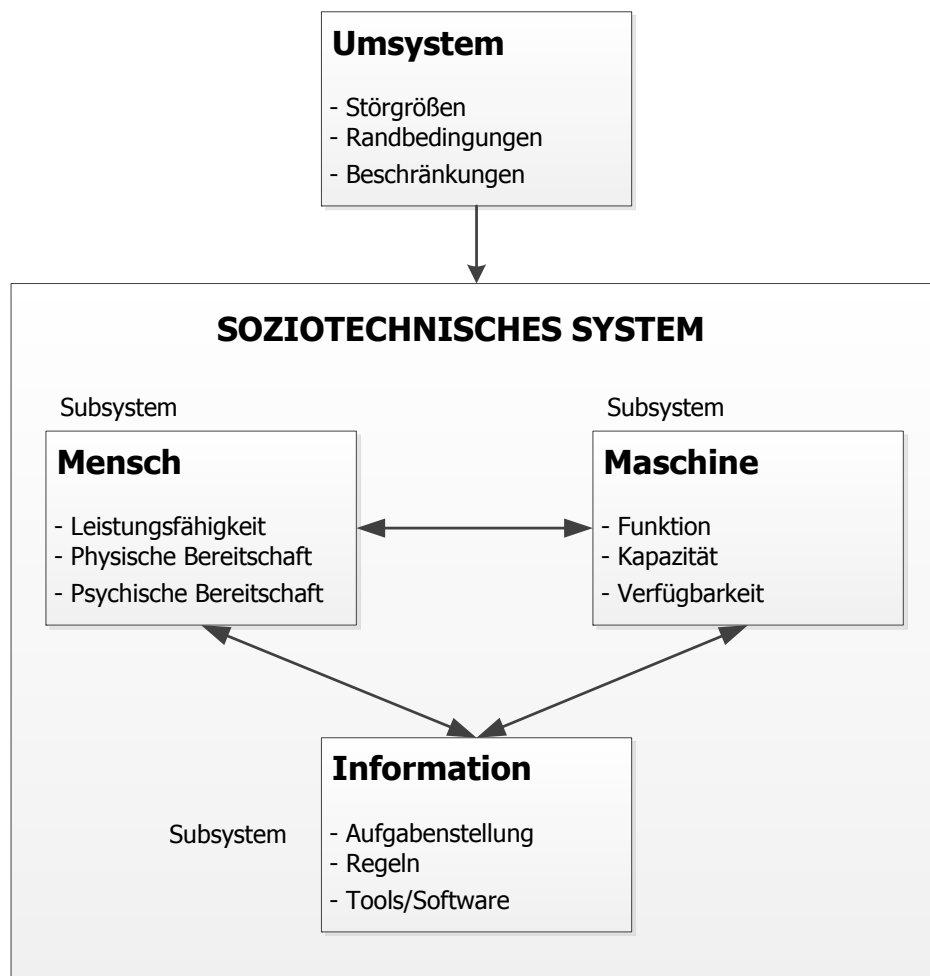 Umsystem
- Störgrößen
- Randbedingungen
- Beschränkungen
SOZIOTECHNISCHES SYSTEM
Subsystem
Mensch
- Leistungsfähigkeit
- Physische Bereitschaft
- Psychische Bereitschaft
Subsystem
Maschine
- Funktion
- Kapazität
- Verfügbarkeit
Subsystem
Information
- Aufgabenstellung
- Regeln
- Tools/Software